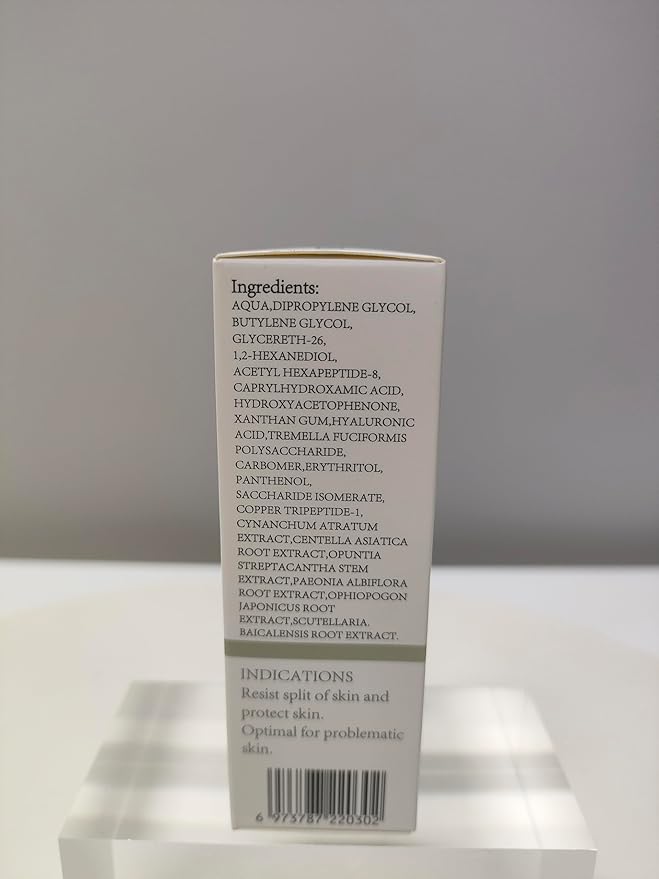 Ingredients:
AQUA,DIPROPYLENE GLYCOL,
BUTYLENE GLYCOL,
GLYCERETH-26,
1,2-HEXANEDIOL,
ACETYL HEXAPEPTIDE-8,
CAPRYLHYDROXAMIC ACID,
HYDROXYACETOPHENONE,
XANTHAN GUM,HYALURONIC
ACID,TREMELLA FUCIFORMIS
POLYSACCHARIDE,
CARBOMER,ERYTHRITOL,
PANTHENOL,
SACCHARIDE ISOMERATE,
COPPER TRIPEPTIDE-1,
CYNANCHUM ATRATUM
EXTRACT,CENTELLA ASIATICA
ROOT EXTRACT,OPUNTIA
STREPTACANTHA STEM
EXTRACT,PAEONIA ALBIFLORA
ROOT EXTRACT,OPHIOPOGON
JAPONICUS ROOT
EXTRACT,SCUTELLARIA.
BAICALENSIS ROOT EXTRACT.
INDICATIONS
Resist split of skin and
protect skin.
Optimal for problematic
skin.
6 973787 220302